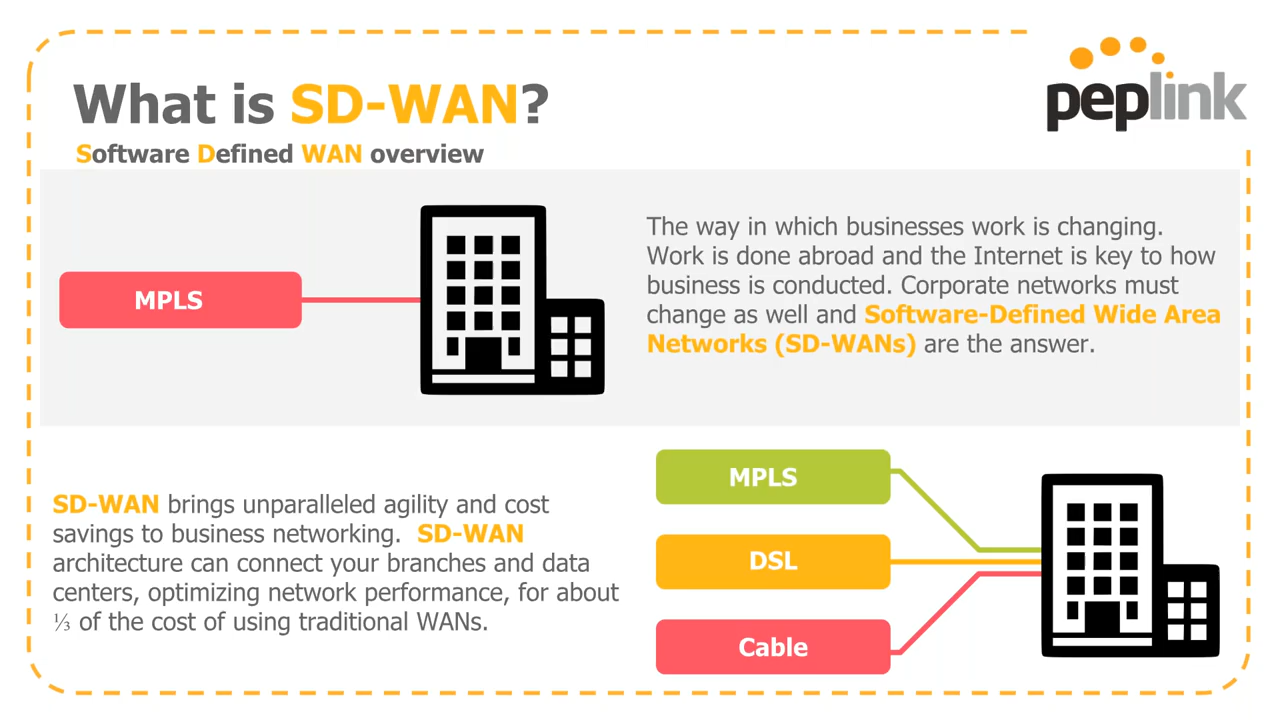 What is SD-WAN?
peplink
Software Defined WAN overview
MPLS
The way in which businesses work is changing.
Work is done abroad and the Internet is key to how
business is conducted. Corporate networks must
change as well and Software-Defined Wide Area
Networks (SD-WANs) are the answer.
SD-WAN brings unparalleled agility and cost
savings to business networking.  SD-WAN
architecture can connect your branches and data
centers, optimizing network performance, for about
⅓ of the cost of using traditional WANs.
MPLS
DSL
Cable